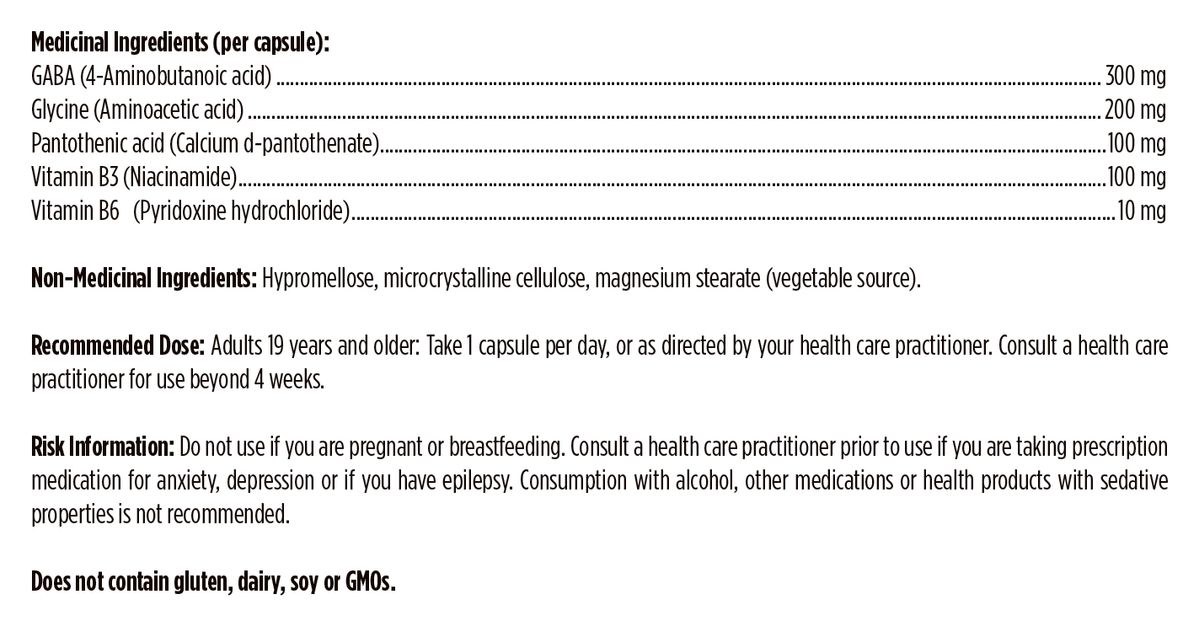 Medicinal Ingredients (per capsule):
GABA (4-Aminobutanoic acid) ........ 300 mg
Glycine (Aminoacetic acid) ........ 200 mg
Pantothenic acid (Calcium d-pantothenate)........100 mg
Vitamin B3 (Niacinamide)........100 mg
Vitamin B6 (Pyridoxine hydrochloride)........10 mg
Non-Medicinal Ingredients: Hypromellose, microcrystalline cellulose, magnesium stearate (vegetable source).
Recommended Dose: Adults 19 years and older: Take 1 capsule per day, or as directed by your health care practitioner. Consult a health care
practitioner for use beyond 4 weeks.
Risk Information: Do not use if you are pregnant or breastfeeding. Consult a health care practitioner prior to use if you are taking prescription
medication for anxiety, depression or if you have epilepsy. Consumption with alcohol, other medications or health products with sedative
properties is not recommended.
Does not contain gluten, dairy, soy or GMOs.